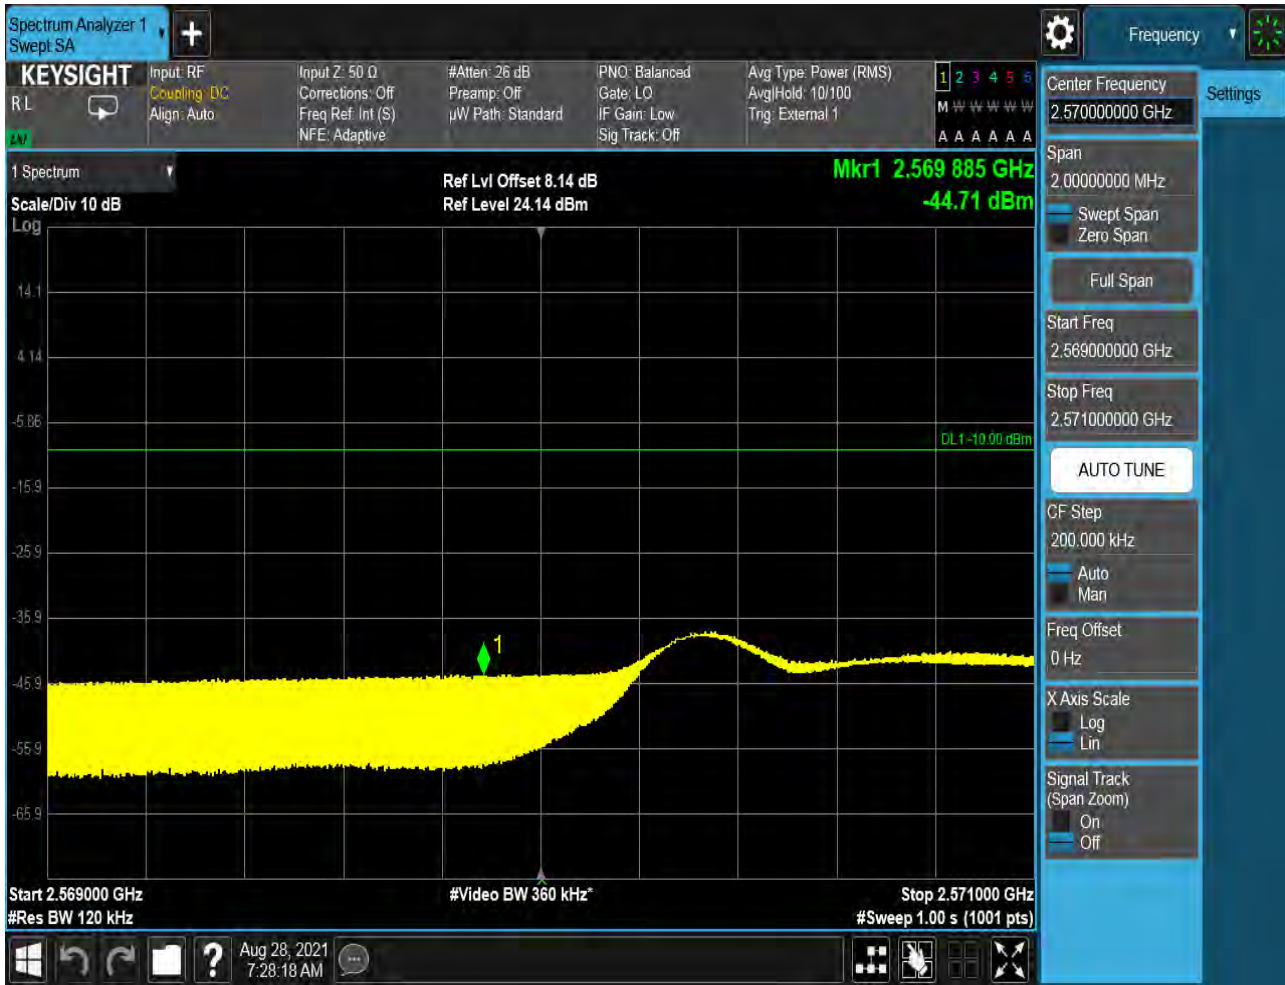 Spectrum Analyzer 1
Swept SA
Frequency
KEYSIGHT
R L
Input: RF
Coupling: DC
Align: Auto
Input Z: 50 Ω
Corrections: Off
Freq Ref: Int (S)
NFE: Adaptive
#Atten: 26 dB
Preamp: Off
µW Path: Standard
PNO: Balanced
Gate: LO
IF Gain: Low
Sig Track: Off
Avg Type: Power (RMS)
Avg|Hold: 10/100
Trig: External 1
1 2 3 4 5 6
M W W W W W
A A A A A A
1 Spectrum
Scale/Div 10 dB
Log
Ref Lvl Offset 8.14 dB
Ref Level 24.14 dBm
Mkr1 2.569 885 GHz
-44.71 dBm
14.1
4.14
-5.86
DL1 -10.00 dBm
-15.9
-25.9
-35.9
1
-45.9
-55.9
-65.9
Start 2.569000 GHz
#Res BW 120 kHz
#Video BW 360 kHz*
Stop 2.571000 GHz
#Sweep 1.00 s (1001 pts)
Aug 28, 2021
7:28:18 AM
Center Frequency
2.570000000 GHz
Settings
Span
2.00000000 MHz
Swept Span
Zero Span
Full Span
Start Freq
2.569000000 GHz
Stop Freq
2.571000000 GHz
AUTO TUNE
CF Step
200.000 kHz
Auto
Man
Freq Offset
0 Hz
X Axis Scale
Log
Lin
Signal Track
(Span Zoom)
On
Off